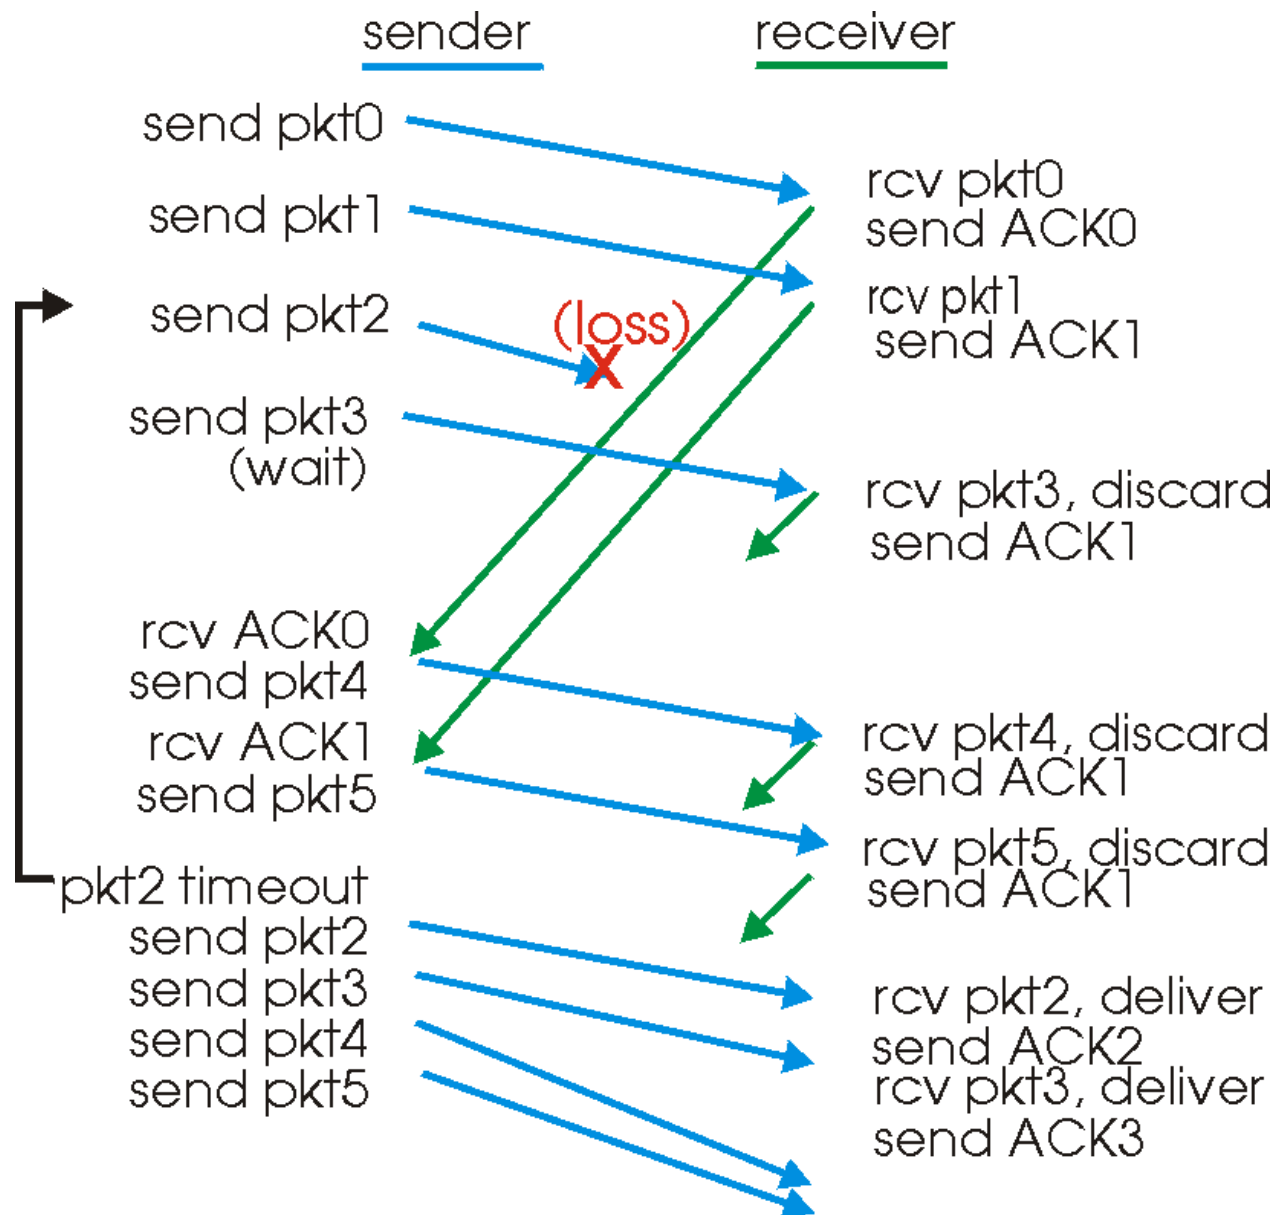 sender
receiver
send pkt0
send pkt1
send pkt2
send pkt3
(wait)
(loss)
X
rcv pkt0
send ACK0
rcv pkt1
send ACK1
rcv pkt3, discard
send ACK1
rcv ACK0
send pkt4
rcv ACK1
send pkt5
rcv pkt4, discard
send ACK1
rcv pkt5, discard
send ACK1
pkt2 timeout
send pkt2
send pkt3
send pkt4
send pkt5
rcv pkt2, deliver
send ACK2
rcv pkt3, deliver
send ACK3